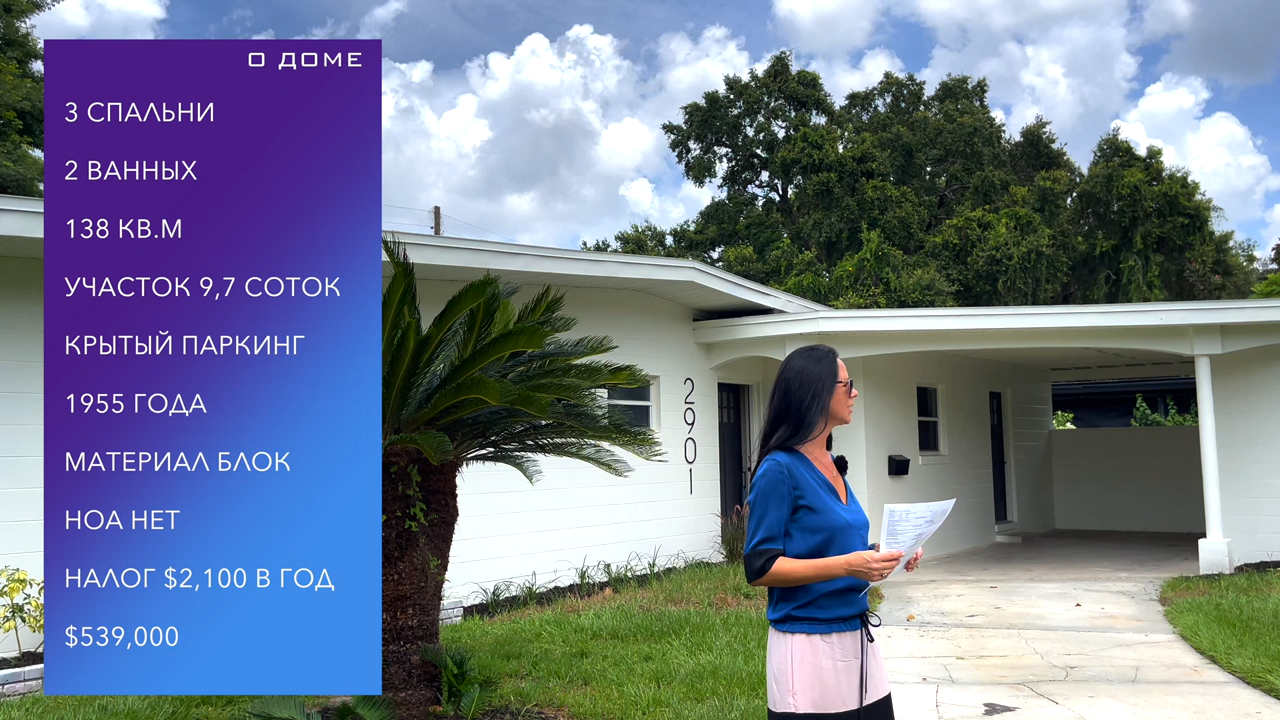 О ДОМЕ
3 СПАЛЬНИ
2 ВАННЫХ
138 КВ.М
УЧАСТОК 9,7 СОТОК
КРЫТЫЙ ПАРКИНГ
1955 ГОДА
МАТЕРИАЛ БЛОК
HOA НЕТ
НАЛОГ $2,100 В ГОД
$539,000
2901